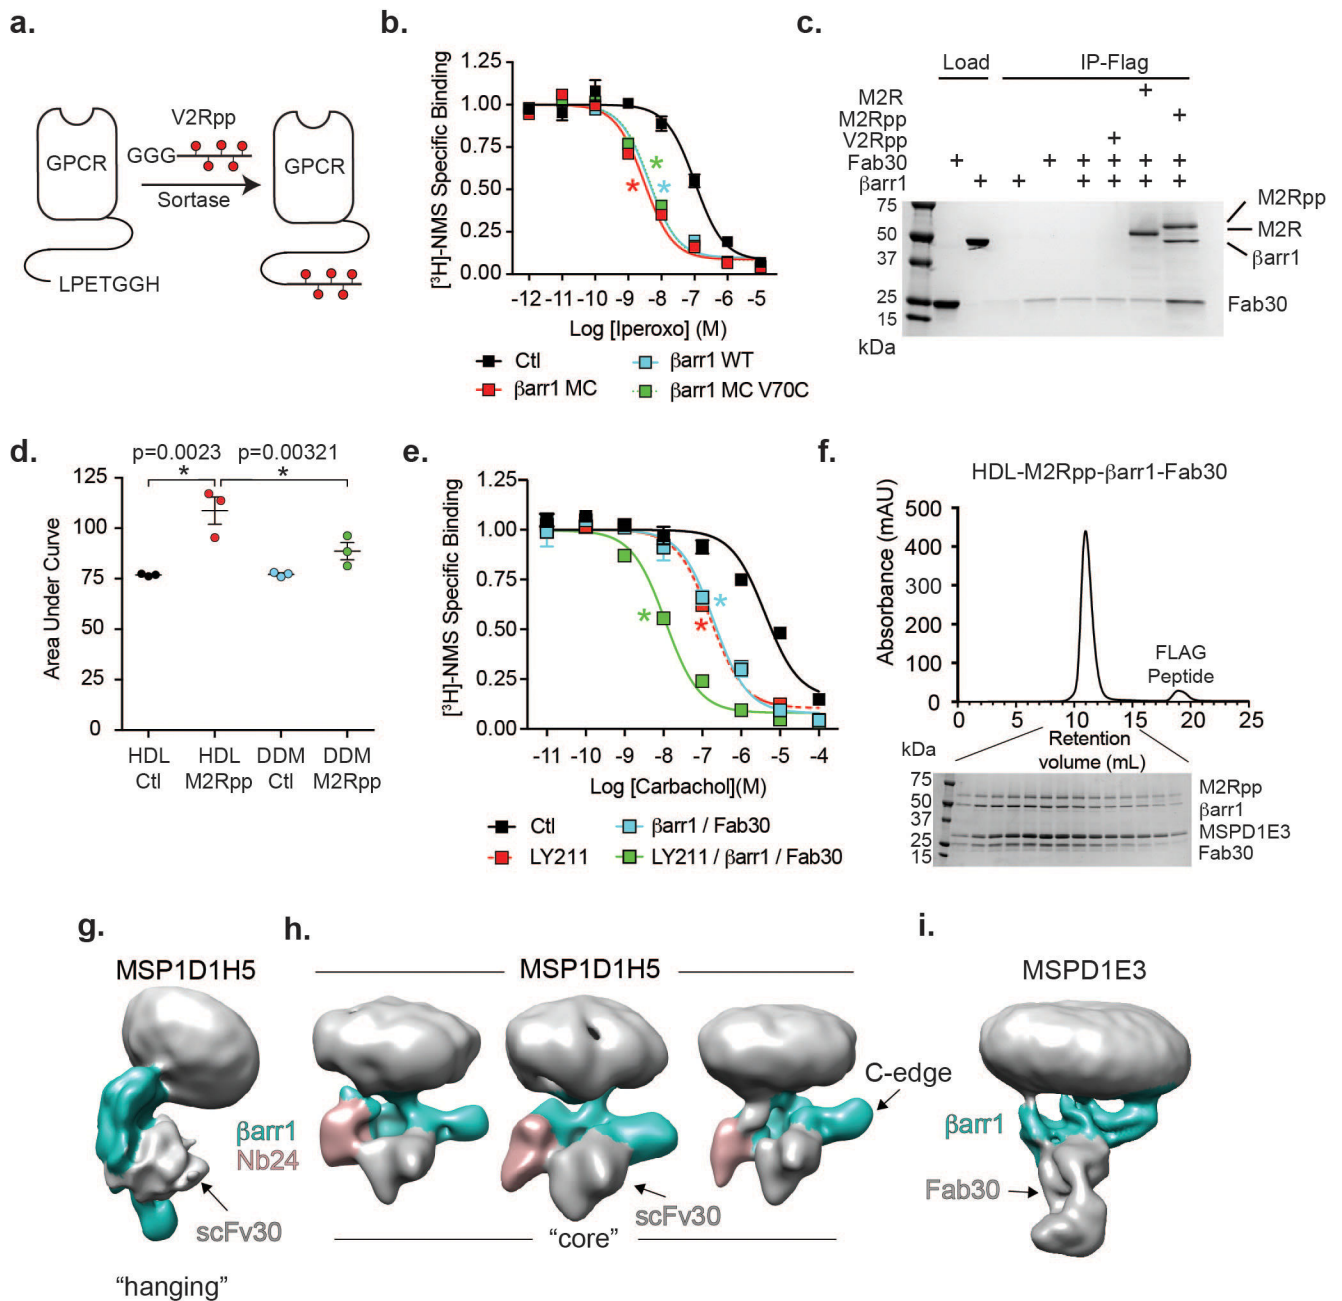 a.
V2Rpp
GPCR
GGG
GPCR
Sortase
LPETGGH
b.
[³H]-NMS Specific Binding
1.25
1.00
0.75
0.50
0.25
0.00
* * *
-12 -11 -10 -9 -8 -7 -6 -5
Log [Iperoxo] (M)
Ctl
βarr1 WT
βarr1 MC
βarr1 MC V70C
c.
Load
IP-Flag
M2R +
M2Rpp +
V2Rpp +
Fab30 + + + + + +
βarr1 + + + + + +
75
50
37
25
15
kDa
M2Rpp
M2R
βarr1
Fab30
d.
p=0.0023 p=0.00321
* *
Area Under Curve
125
100
75
50
25
0
HDL HDL DDM DDM
Ctl M2Rpp Ctl M2Rpp
e.
[³H]-NMS Specific Binding
1.25
1.00
0.75
0.50
0.25
0.00
* * *
-11 -10 -9 -8 -7 -6 -5 -4
Log [Carbachol](M)
Ctl
βarr1 / Fab30
LY211
LY211 / βarr1 / Fab30
f.
HDL-M2Rpp-βarr1-Fab30
Absorbance (mAU)
500
400
300
200
100
0
FLAG
Peptide
0 5 10 15 20 25
Retention
volume (mL)
kDa
75
50
37
25
15
M2Rpp
βarr1
MSPD1E3
Fab30
g.
MSP1D1H5
βarr1
Nb24
scFv30
“hanging”
h.
MSP1D1H5
C-edge
scFv30
“core”
i.
MSPD1E3
βarr1
Fab30